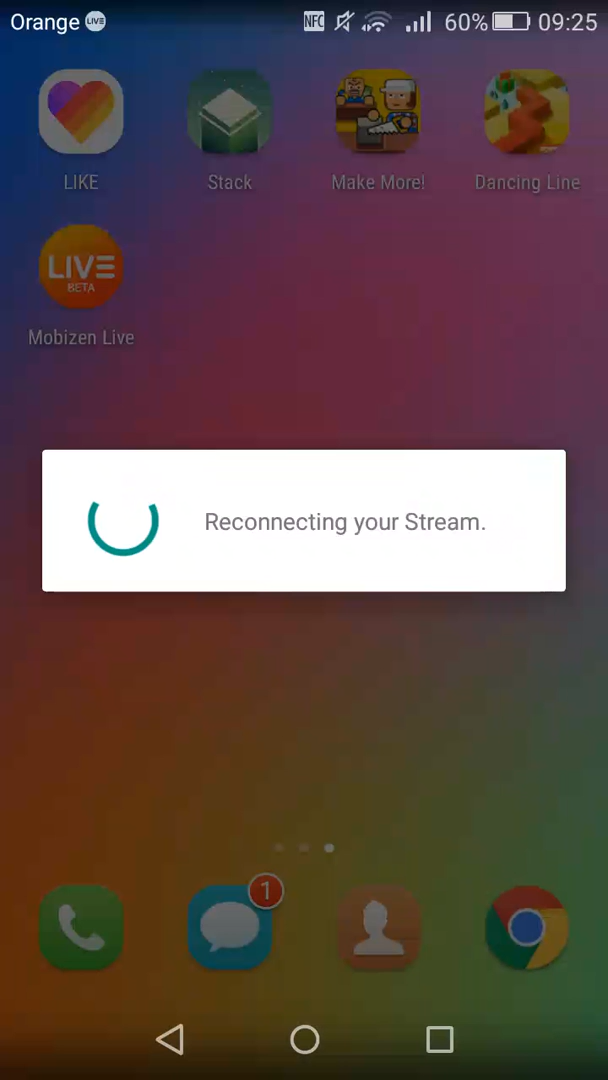 Orange LIVE NFC 60% 09:25
LIKE Stack Make More! Dancing Line
LIVE
BETA
Mobizen Live
Reconnecting your Stream.
1